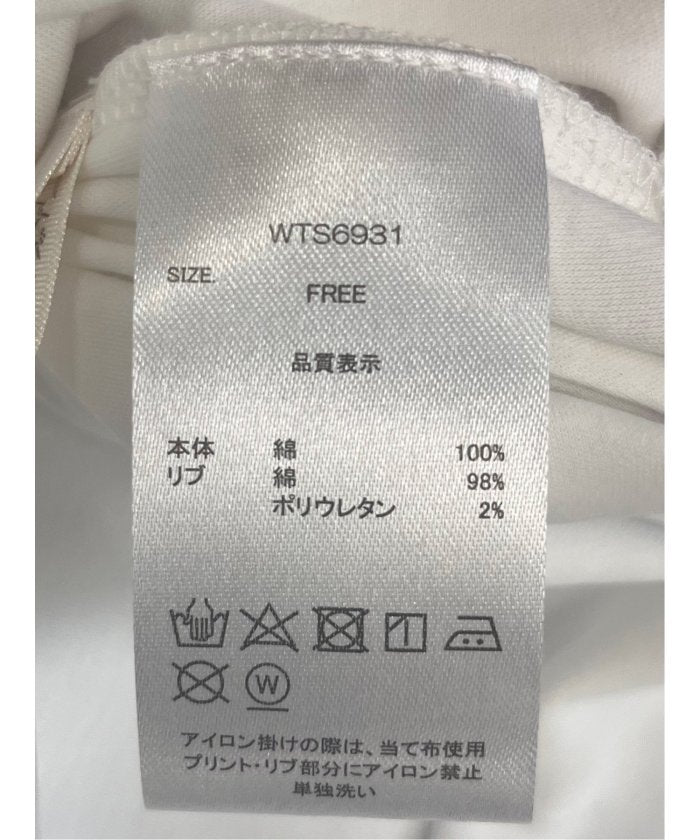 WTS6931
SIZE.
FREE
品質表示
本体 綿 100%
リブ 綿 98%
ポリウレタン 2%
W
アイロン掛けの際は、当て布使用
プリント・リブ部分にアイロン禁止
単独洗い